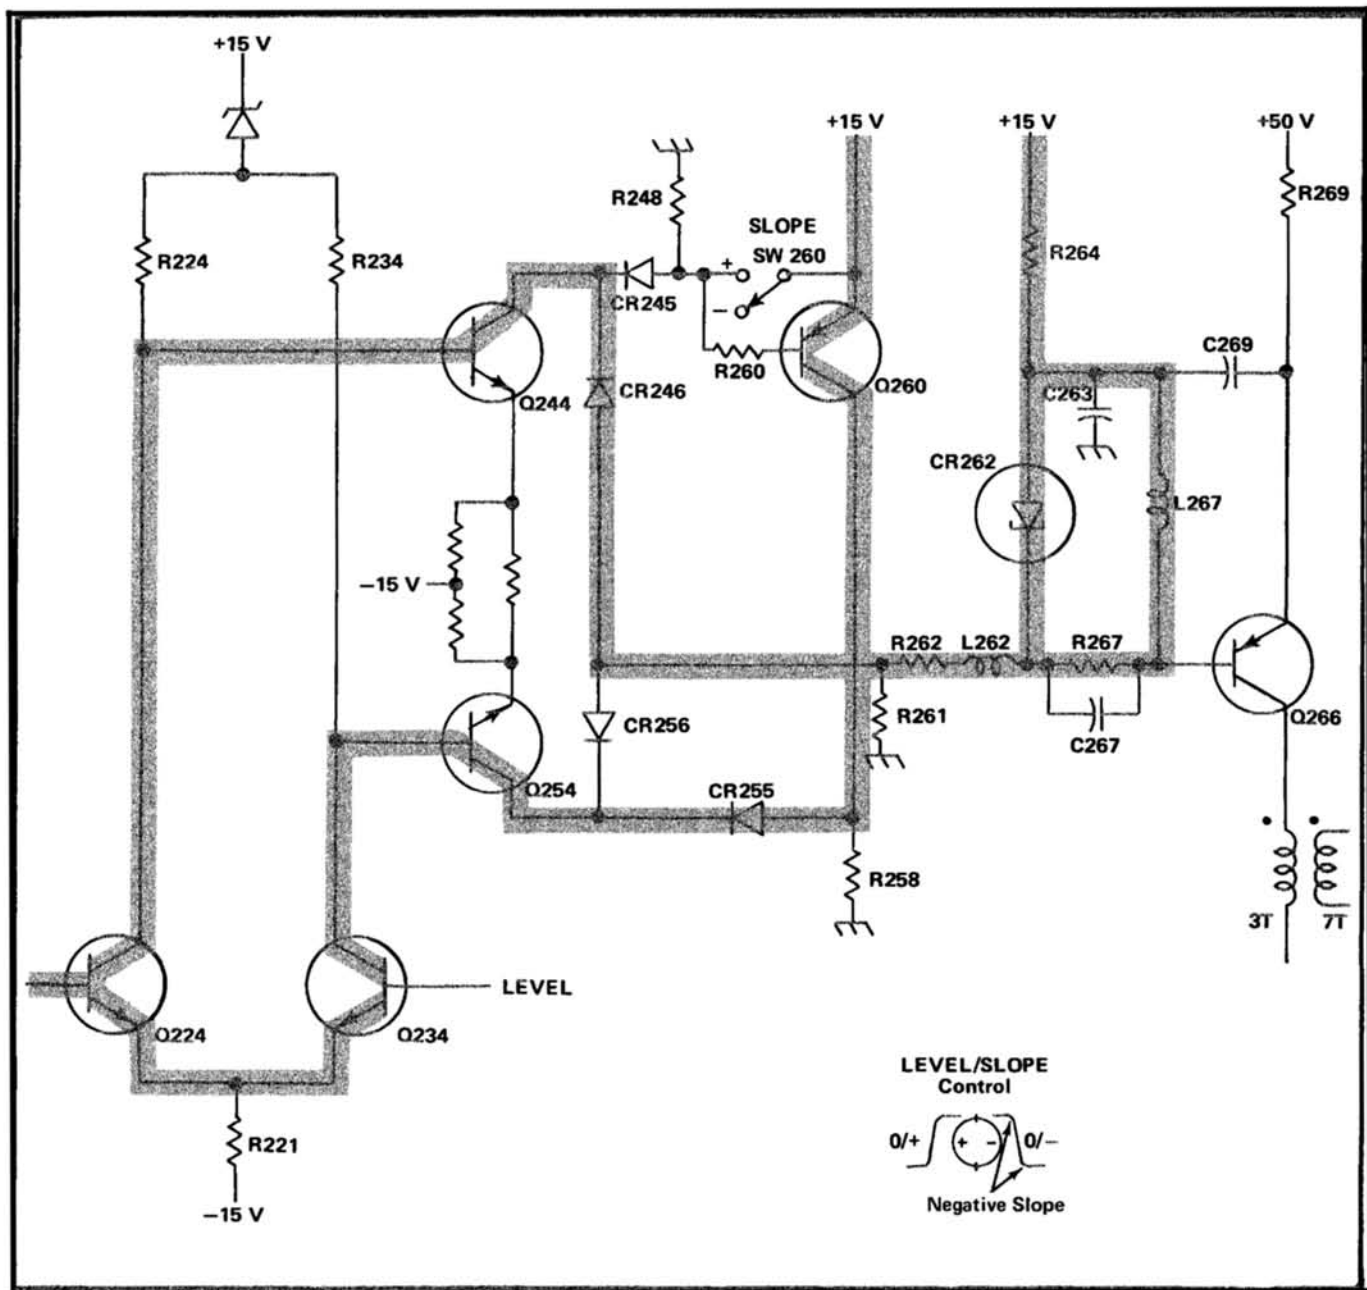 +15 V
+15 V
+15 V
+50 V
R248
R269
SLOPE
SW 260
R224
R234
R264
+
CR245
−
C269
R260
Q260
CR246
C263
Q244
CR262
L267
−15 V
R262
L262
R267
R261
CR256
C267
Q266
Q254
CR255
R258
3T
7T
LEVEL
Q224
Q234
LEVEL/SLOPE
Control
0/+
+
−
0/−
R221
Negative Slope
−15 V